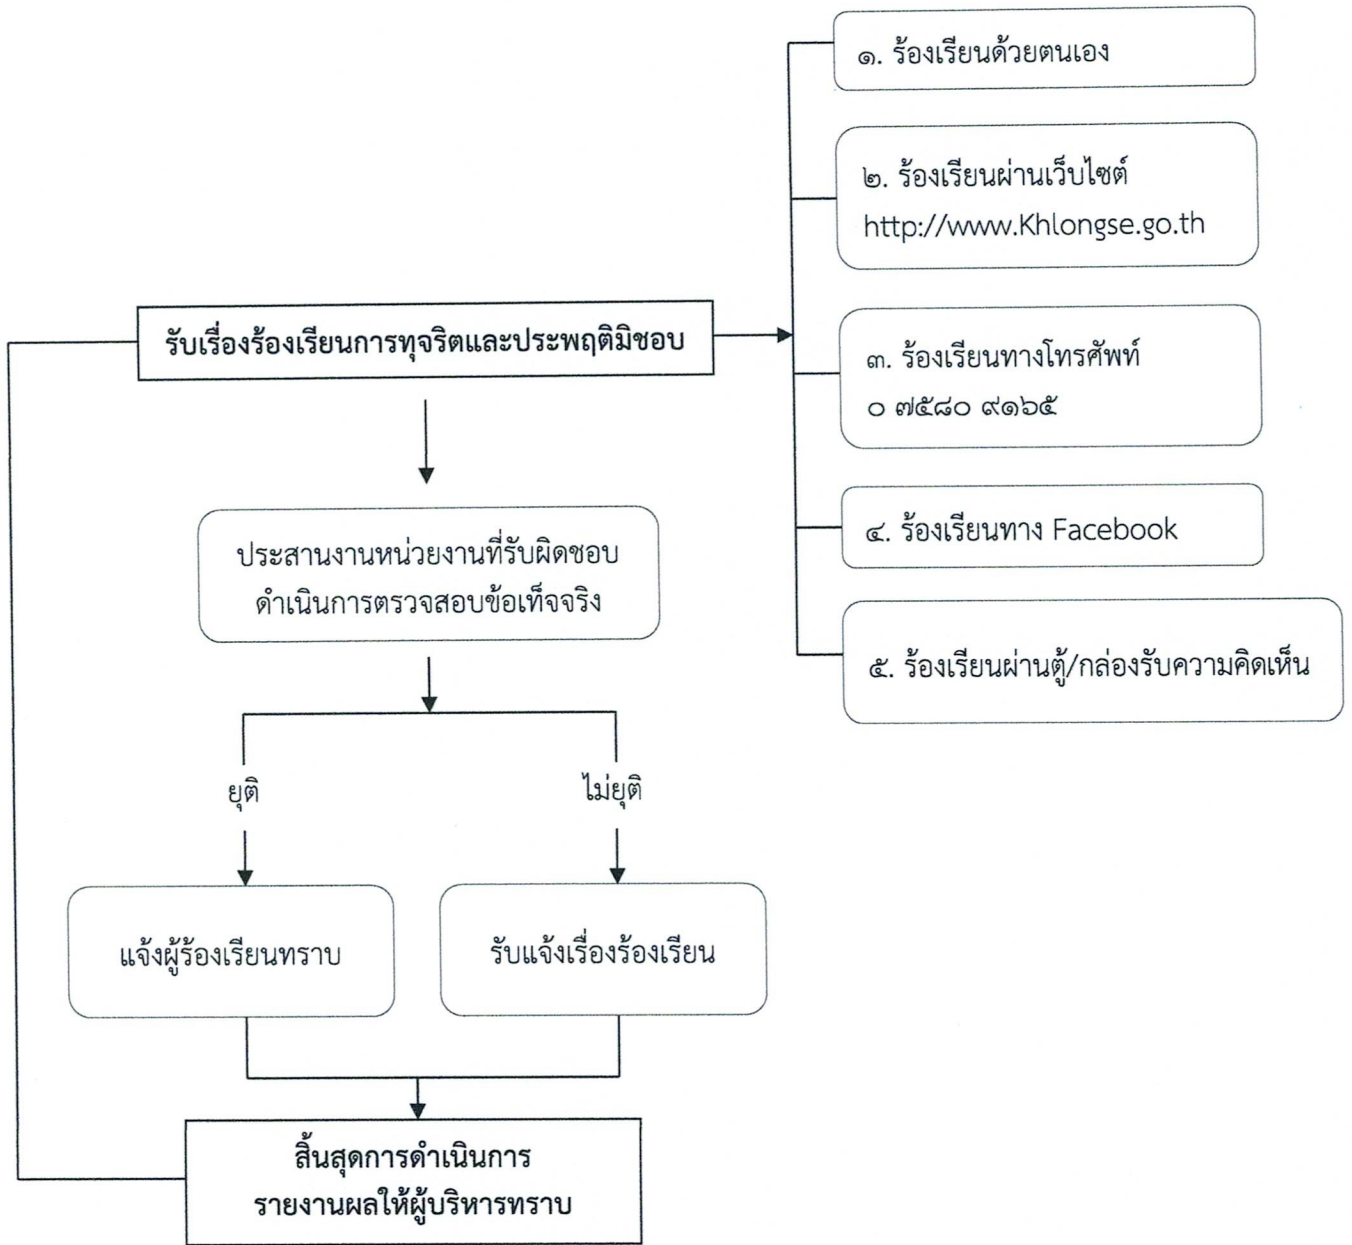 ๑. ร้องเรียนด้วยตนเอง
๒. ร้องเรียนผ่านเว็บไซต์
http://www.Khlongse.go.th
รับเรื่องร้องเรียนการทุจริตและประพฤติมิชอบ
๓. ร้องเรียนทางโทรศัพท์
๐ ๗๕๘๐ ๙๑๖๕
๔. ร้องเรียนทาง Facebook
๕. ร้องเรียนผ่านตู้/กล่องรับความคิดเห็น
ประสานงานหน่วยงานที่รับผิดชอบ
ดำเนินการตรวจสอบข้อเท็จจริง
ยุติ
ไม่ยุติ
แจ้งผู้ร้องเรียนทราบ
รับแจ้งเรื่องร้องเรียน
สิ้นสุดการดำเนินการ
รายงานผลให้ผู้บริหารทราบ